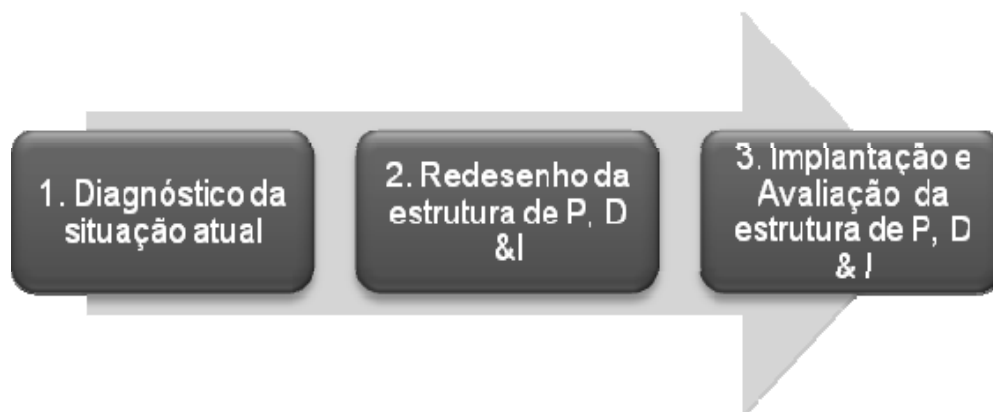 1. Diagnóstico da
situação atual
2. Redesenho da
estrutura de P, D
&I
3. Implantação e
Avaliação da
estrutura de P, D
& I